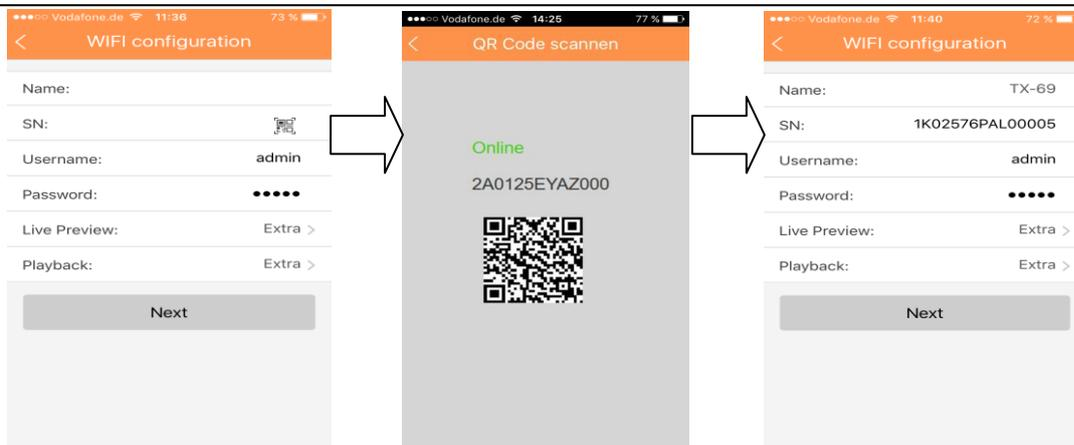 ●●●○○ Vodafone.de 11:36 73 %
< WIFI configuration
Name:
SN:
Username: admin
Password: ●●●●●
Live Preview: Extra >
Playback: Extra >
Next
●●●○○ Vodafone.de 14:25 77 %
< QR Code scannen
Online
2A0125EYAZ000
●●●○○ Vodafone.de 11:40 72 %
< WIFI configuration
Name: TX-69
SN: 1K02576PAL00005
Username: admin
Password: ●●●●●
Live Preview: Extra >
Playback: Extra >
Next